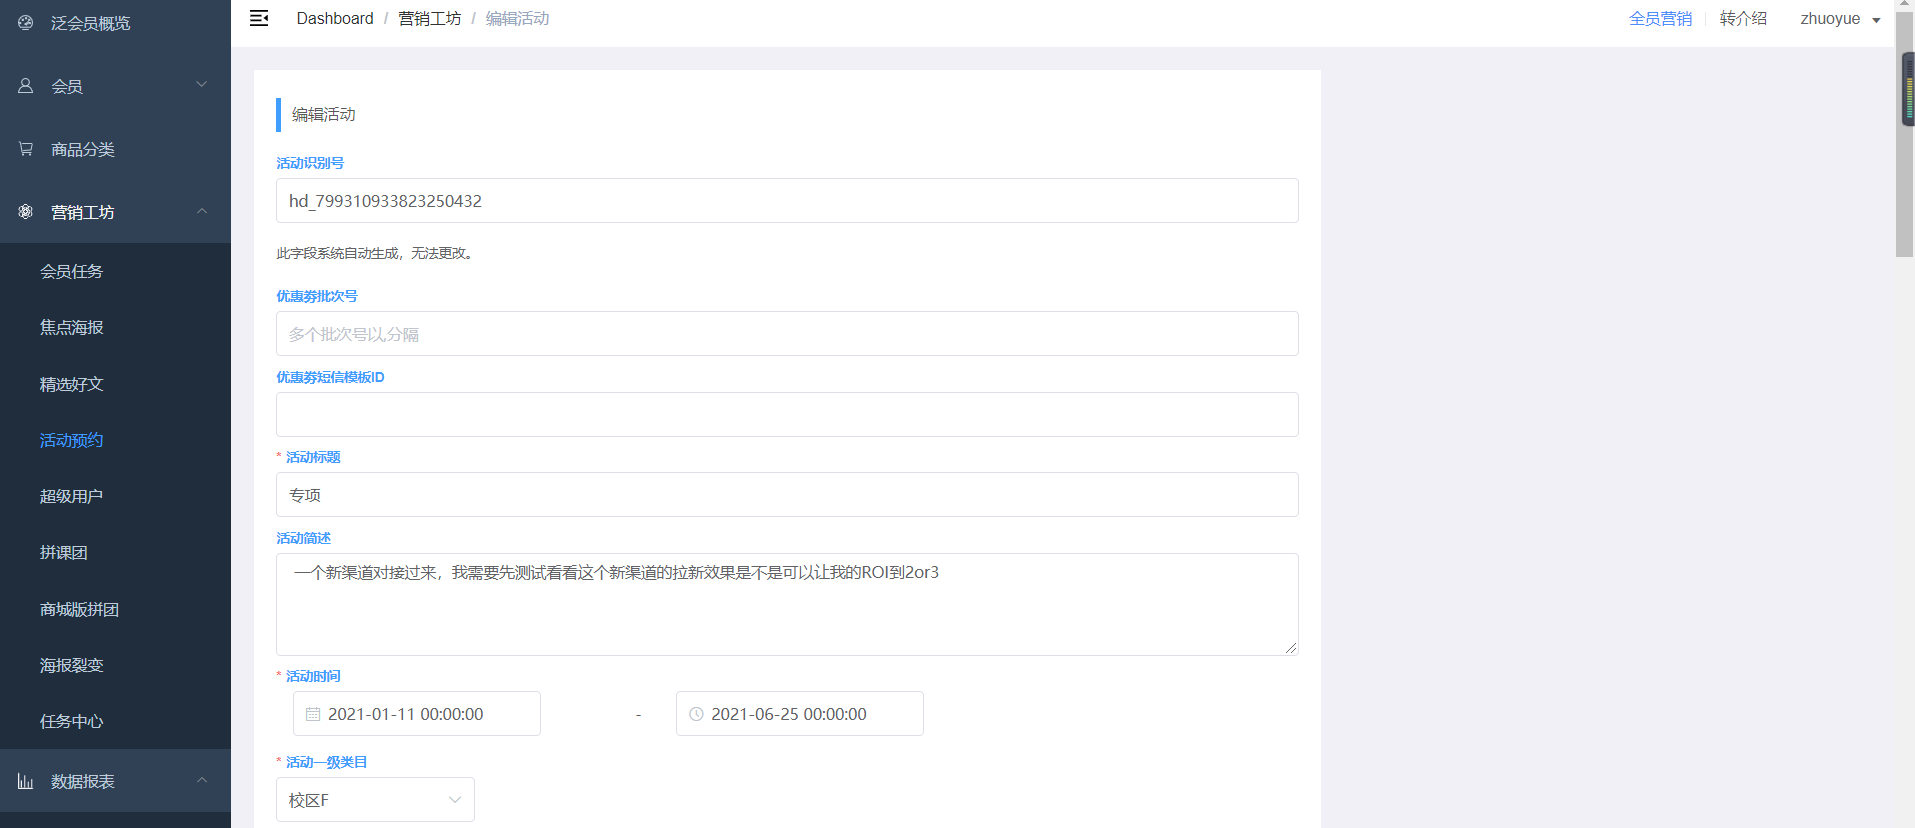 泛会员概览
会员
商品分类
营销工坊
会员任务
焦点海报
精选好文
活动预约
超级用户
拼课团
商城版拼团
海报裂变
任务中心
数据报表
Dashboard / 营销工坊 / 编辑活动
全员营销 转介绍 zhuoyue
编辑活动
活动识别号
hd_799310933823250432
此字段系统自动生成，无法更改。
优惠劵批次号
多个批次号以,分隔
优惠劵短信模板ID
* 活动标题
专项
活动简述
一个新渠道对接过来，我需要先测试看看这个新渠道的拉新效果是不是可以让我的ROI到2or3
* 活动时间
2021-01-11 00:00:00 - 2021-06-25 00:00:00
* 活动一级类目
校区F